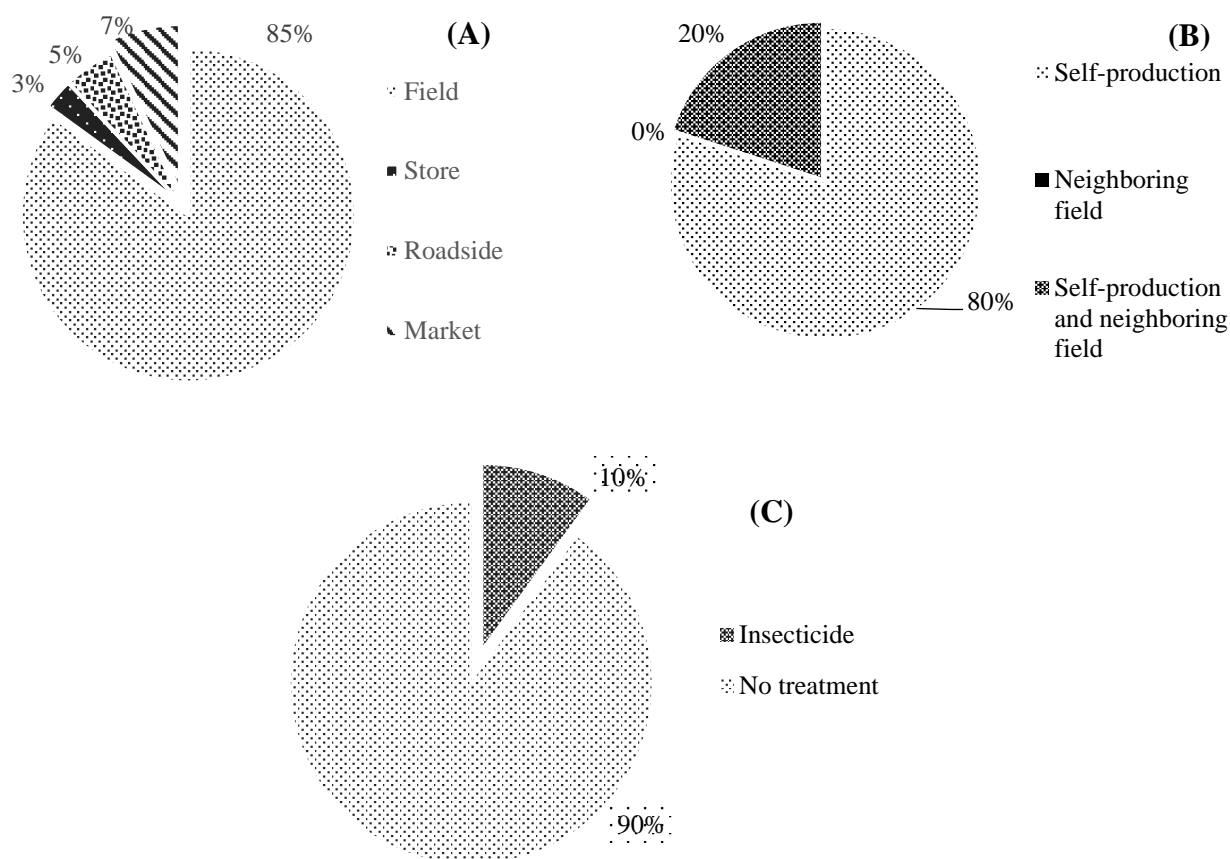 7%
85%
(A)
5%
3%
Field
Store
Roadside
Market
20%
(B)
0%
80%
Self-production
Neighboring
field
Self-production
and neighboring
field
10%
(C)
Insecticide
No treatment
90%